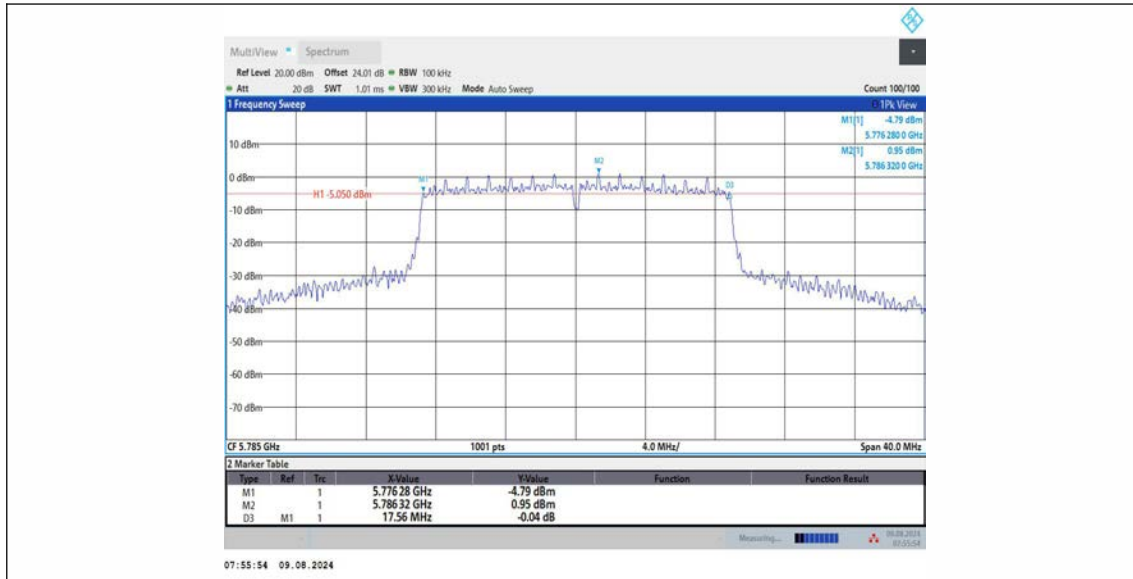 MultiView Spectrum
Ref Level 20.00 dBm Offset 24.01 dB RBW 100 kHz
Att 20 dB SWT 1.01 ms VBW 300 kHz Mode Auto Sweep Count 100/100
1 Frequency Sweep 1Pk View
M1[1] -4.79 dBm
5.776 280 0 GHz
M2[1] 0.95 dBm
5.786 320 0 GHz
10 dBm
M2
0 dBm
M1
D3
H1 -5.050 dBm
-10 dBm
-20 dBm
-30 dBm
-40 dBm
-50 dBm
-60 dBm
-70 dBm
CF 5.785 GHz 1001 pts 4.0 MHz/ Span 40.0 MHz
2 Marker Table
Type Ref Trc X-Value Y-Value Function Function Result
M1 1 5.776 28 GHz -4.79 dBm
M2 1 5.786 32 GHz 0.95 dBm
D3 M1 1 17.56 MHz -0.04 dB
Measuring... 09.08.2024
07:55:54
07:55:54 09.08.2024